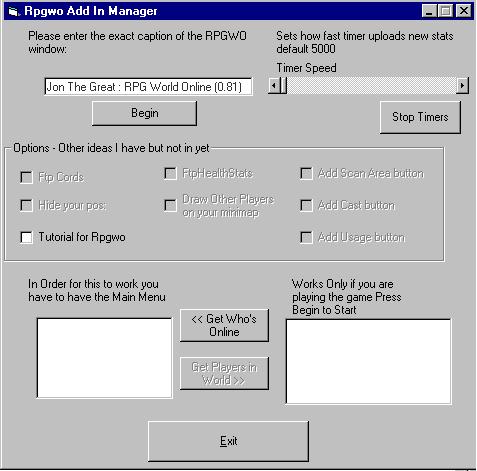 Rpgwo Add In Manager
Please enter the exact caption of the RPGWO
window:
Sets how fast timer uploads new stats
default 5000
Timer Speed
Jon The Great : RPG World Online (0.81)
Begin
Stop Timers
Options - Other ideas I have but not in yet
Ftp Cords
FtpHealthStats
Add Scan Area button
Hide your pos:
Draw Other Players
on your minimap
Add Cast button
Tutorial for Rpgwo
Add Usage button
In Order for this to work you
have to have the Main Menu
Works Only if you are
playing the game Press
Begin to Start
<< Get Who's
Online
Get Players in
World >>
Exit